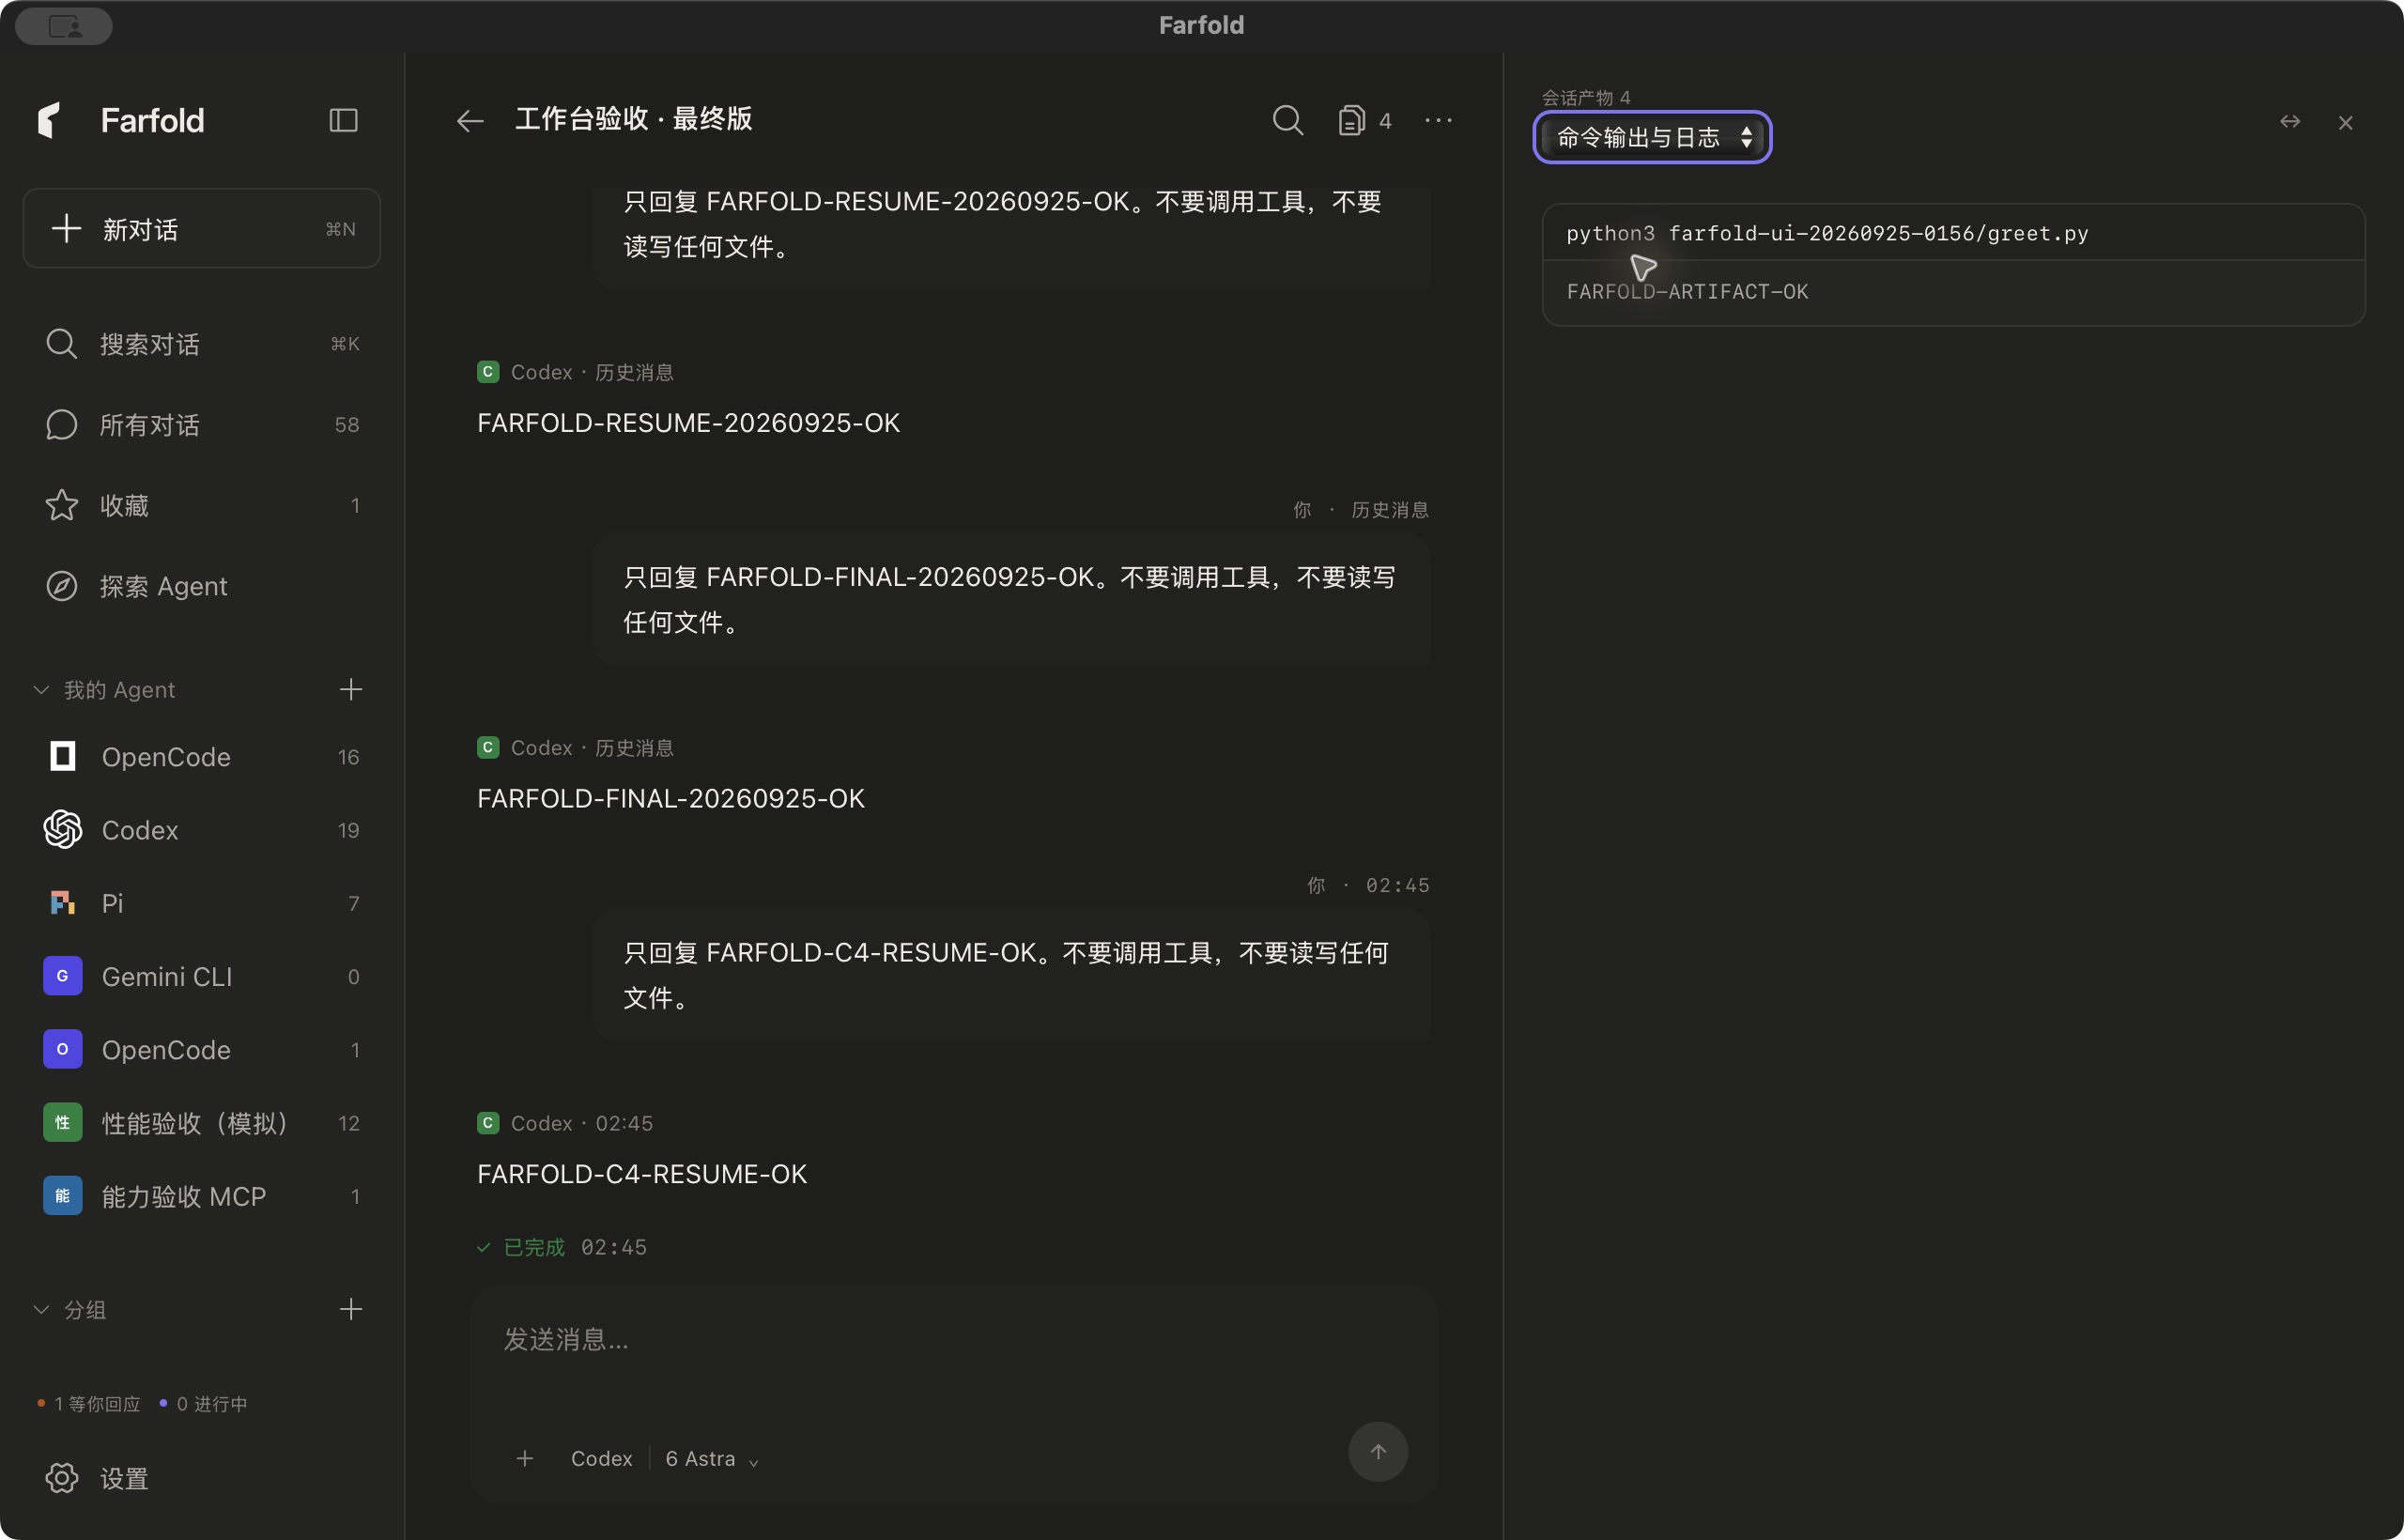 Farfold
Farfold
新对话 ⌘N
搜索对话 ⌘K
所有对话 58
收藏 1
探索 Agent
我的 Agent
OpenCode 16
Codex 19
Pi 7
G Gemini CLI 0
O OpenCode 1
性 性能验收（模拟） 12
能 能力验收 MCP 1
分组
1 等你回应 0 进行中
设置
工作台验收 · 最终版 4
只回复 FARFOLD-RESUME-20260925-OK。不要调用工具，不要
读写任何文件。
C Codex · 历史消息
FARFOLD-RESUME-20260925-OK
你 · 历史消息
只回复 FARFOLD-FINAL-20260925-OK。不要调用工具，不要读写
任何文件。
C Codex · 历史消息
FARFOLD-FINAL-20260925-OK
你 · 02:45
只回复 FARFOLD-C4-RESUME-OK。不要调用工具，不要读写任何
文件。
C Codex · 02:45
FARFOLD-C4-RESUME-OK
已完成 02:45
发送消息...
Codex 6 Astra
会话产物 4
命令输出与日志
python3 farfold-ui-20260925-0156/greet.py
FARFOLD-ARTIFACT-OK